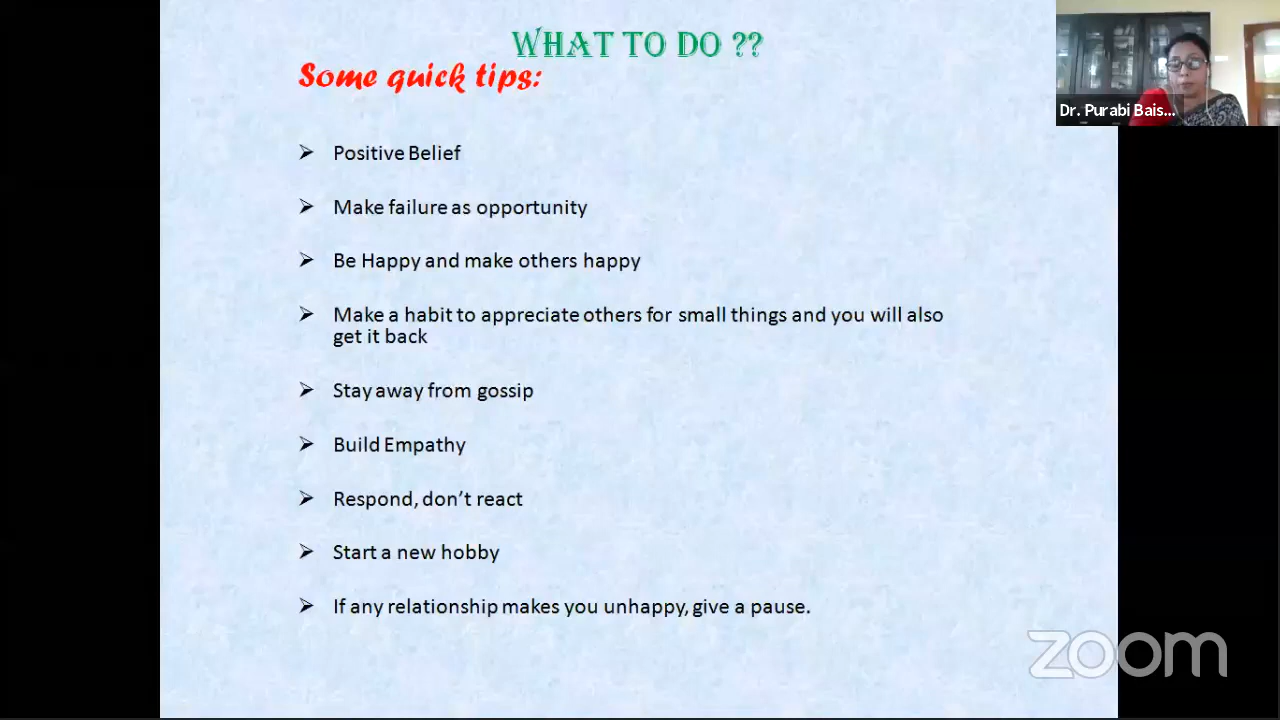 WHAT TO DO ??
Some quick tips:
Dr. Purabi Bais...
➢ Positive Belief
➢ Make failure as opportunity
➢ Be Happy and make others happy
➢ Make a habit to appreciate others for small things and you will also
get it back
➢ Stay away from gossip
➢ Build Empathy
➢ Respond, don’t react
➢ Start a new hobby
➢ If any relationship makes you unhappy, give a pause.
zoom